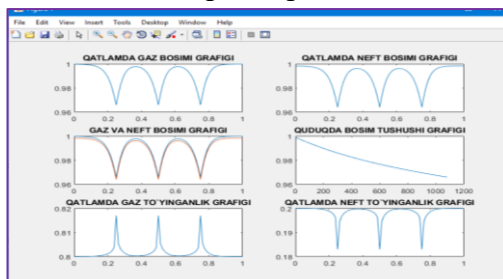 File Edit View Insert Tools Desktop Window Help
QATLAMDA GAZ BOSIMI GRAFIGI
1
0.98
0.96
0 0.2 0.4 0.6 0.8 1
QATLAMDA NEFT BOSIMI GRAFIGI
1
0.98
0.96
0 0.2 0.4 0.6 0.8 1
GAZ VA NEFT BOSIMI GRAFIGI
1
0.98
0.96
0 0.2 0.4 0.6 0.8 1
QUDUQDA BOSIM TUSHUSHI GRAFIGI
1
0.98
0.96
0 200 400 600 800 1000 1200
QATLAMDA GAZ TO`YINGANLIK GRAFIGI
0.82
0.81
0.8
0 0.2 0.4 0.6 0.8 1
QATLAMDA NEFT TO`YINGANLIK GRAFIGI
0.2
0.19
0.18
0 0.2 0.4 0.6 0.8 1